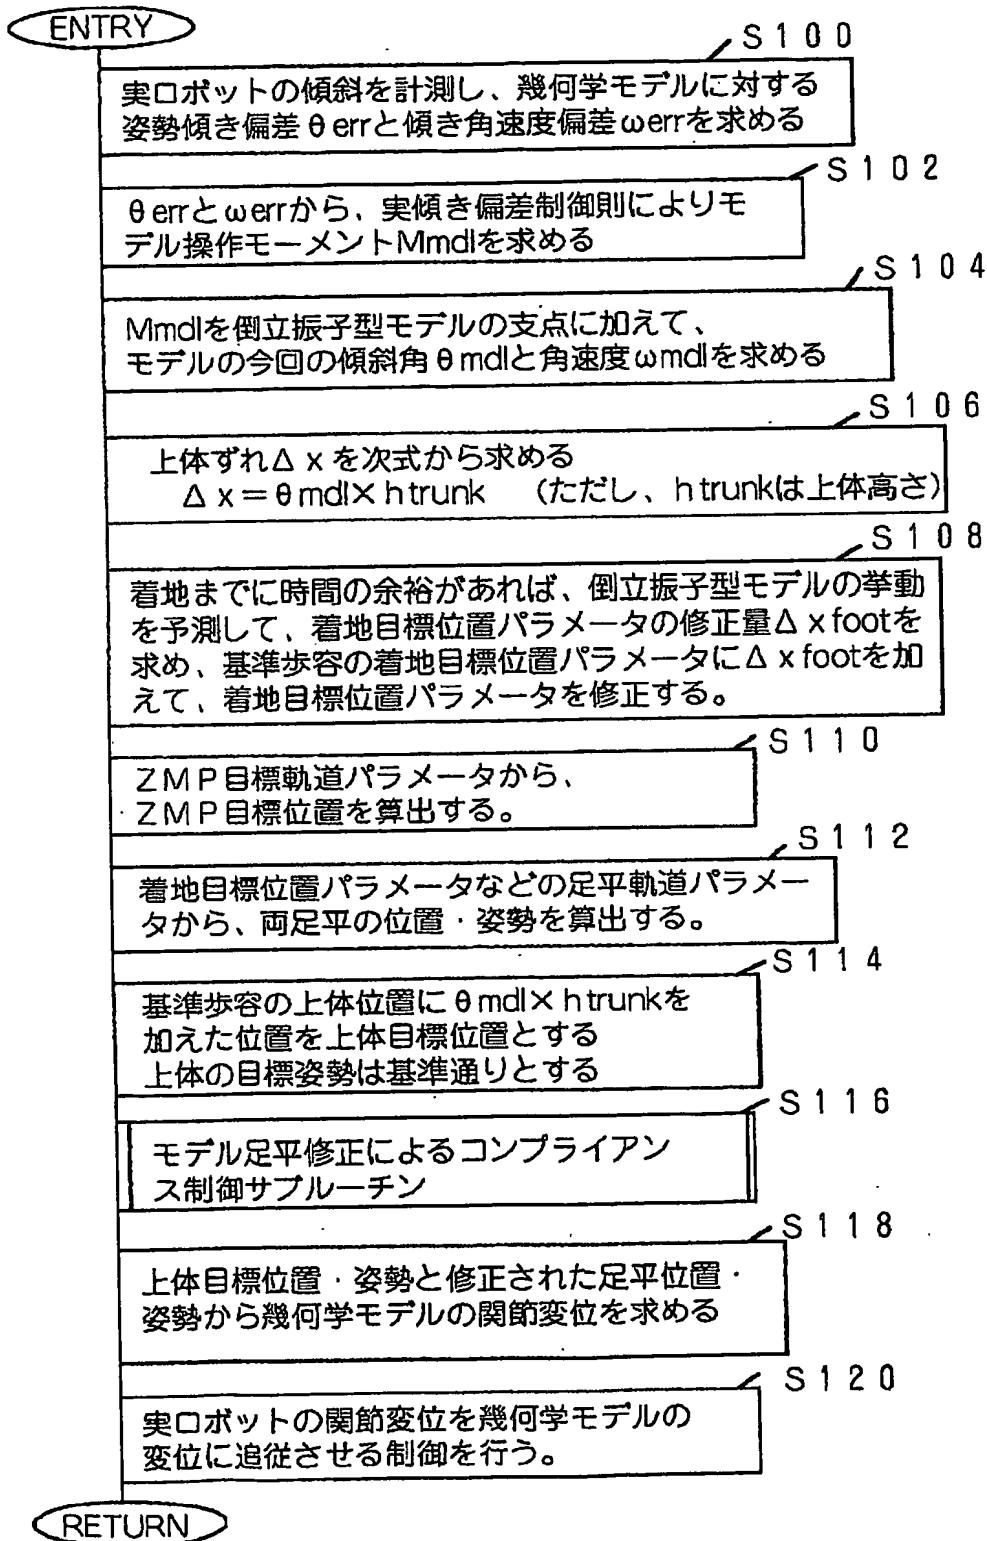 ENTRY
S100
実ロボットの傾斜を計測し、幾何学モデルに対する
姿勢傾き偏差θerrと傾き角速度偏差ωerrを求める
S102
θerrとωerrから、実傾き偏差制御則によりモ
デル操作モーメントMmdlを求める
S104
Mmdlを倒立振子型モデルの支点に加えて、
モデルの今回の傾斜角θmdlと角速度ωmdlを求める
S106
上体ずれΔxを次式から求める
Δx=θmdl×htrunk (ただし、htrunkは上体高さ)
S108
着地までに時間の余裕があれば、倒立振子型モデルの挙動
を予測して、着地目標位置パラメータの修正量Δxfootを
求め、基準歩容の着地目標位置パラメータにΔxfootを加
えて、着地目標位置パラメータを修正する。
S110
ZMP目標軌道パラメータから、
ZMP目標位置を算出する。
S112
着地目標位置パラメータなどの足平軌道パラメー
タから、両足平の位置・姿勢を算出する。
S114
基準歩容の上体位置にθmdl×htrunkを
加えた位置を上体目標位置とする
上体の目標姿勢は基準通りとする
S116
モデル足平修正によるコンプライアン
ス制御サブルーチン
S118
上体目標位置・姿勢と修正された足平位置・
姿勢から幾何学モデルの関節変位を求める
S120
実ロボットの関節変位を幾何学モデルの
変位に追従させる制御を行う。
RETURN